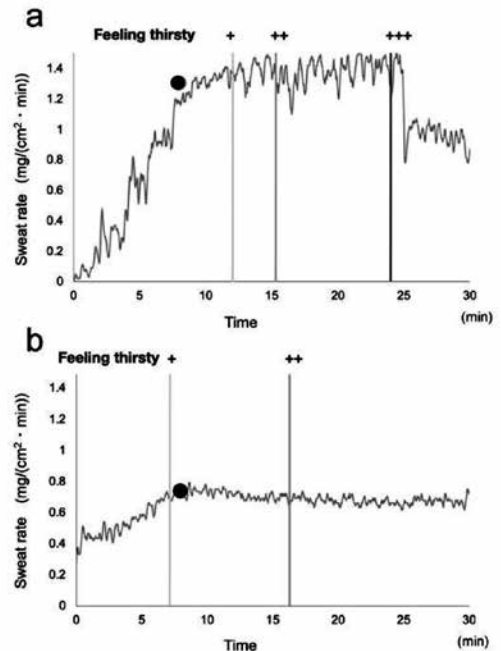 a
Feeling thirsty + ++ +++
Sweat rate (mg/(cm² · min))
1.4
1.2
1
0.8
0.6
0.4
0.2
0
0 5 10 15 20 25 30
Time (min)
b
Feeling thirsty + ++
Sweat rate (mg/(cm² · min))
1.4
1.2
1
0.8
0.6
0.4
0.2
0
0 5 10 15 20 25 30
Time (min)